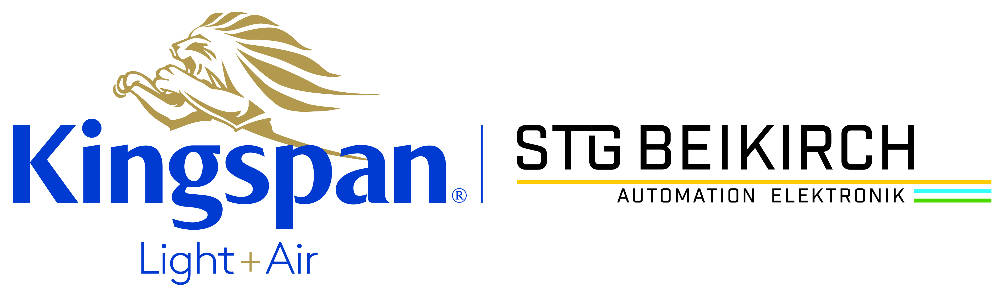 Kingspan®
Light+Air
STG BEIKIRCH
AUTOMATION ELEKTRONIK